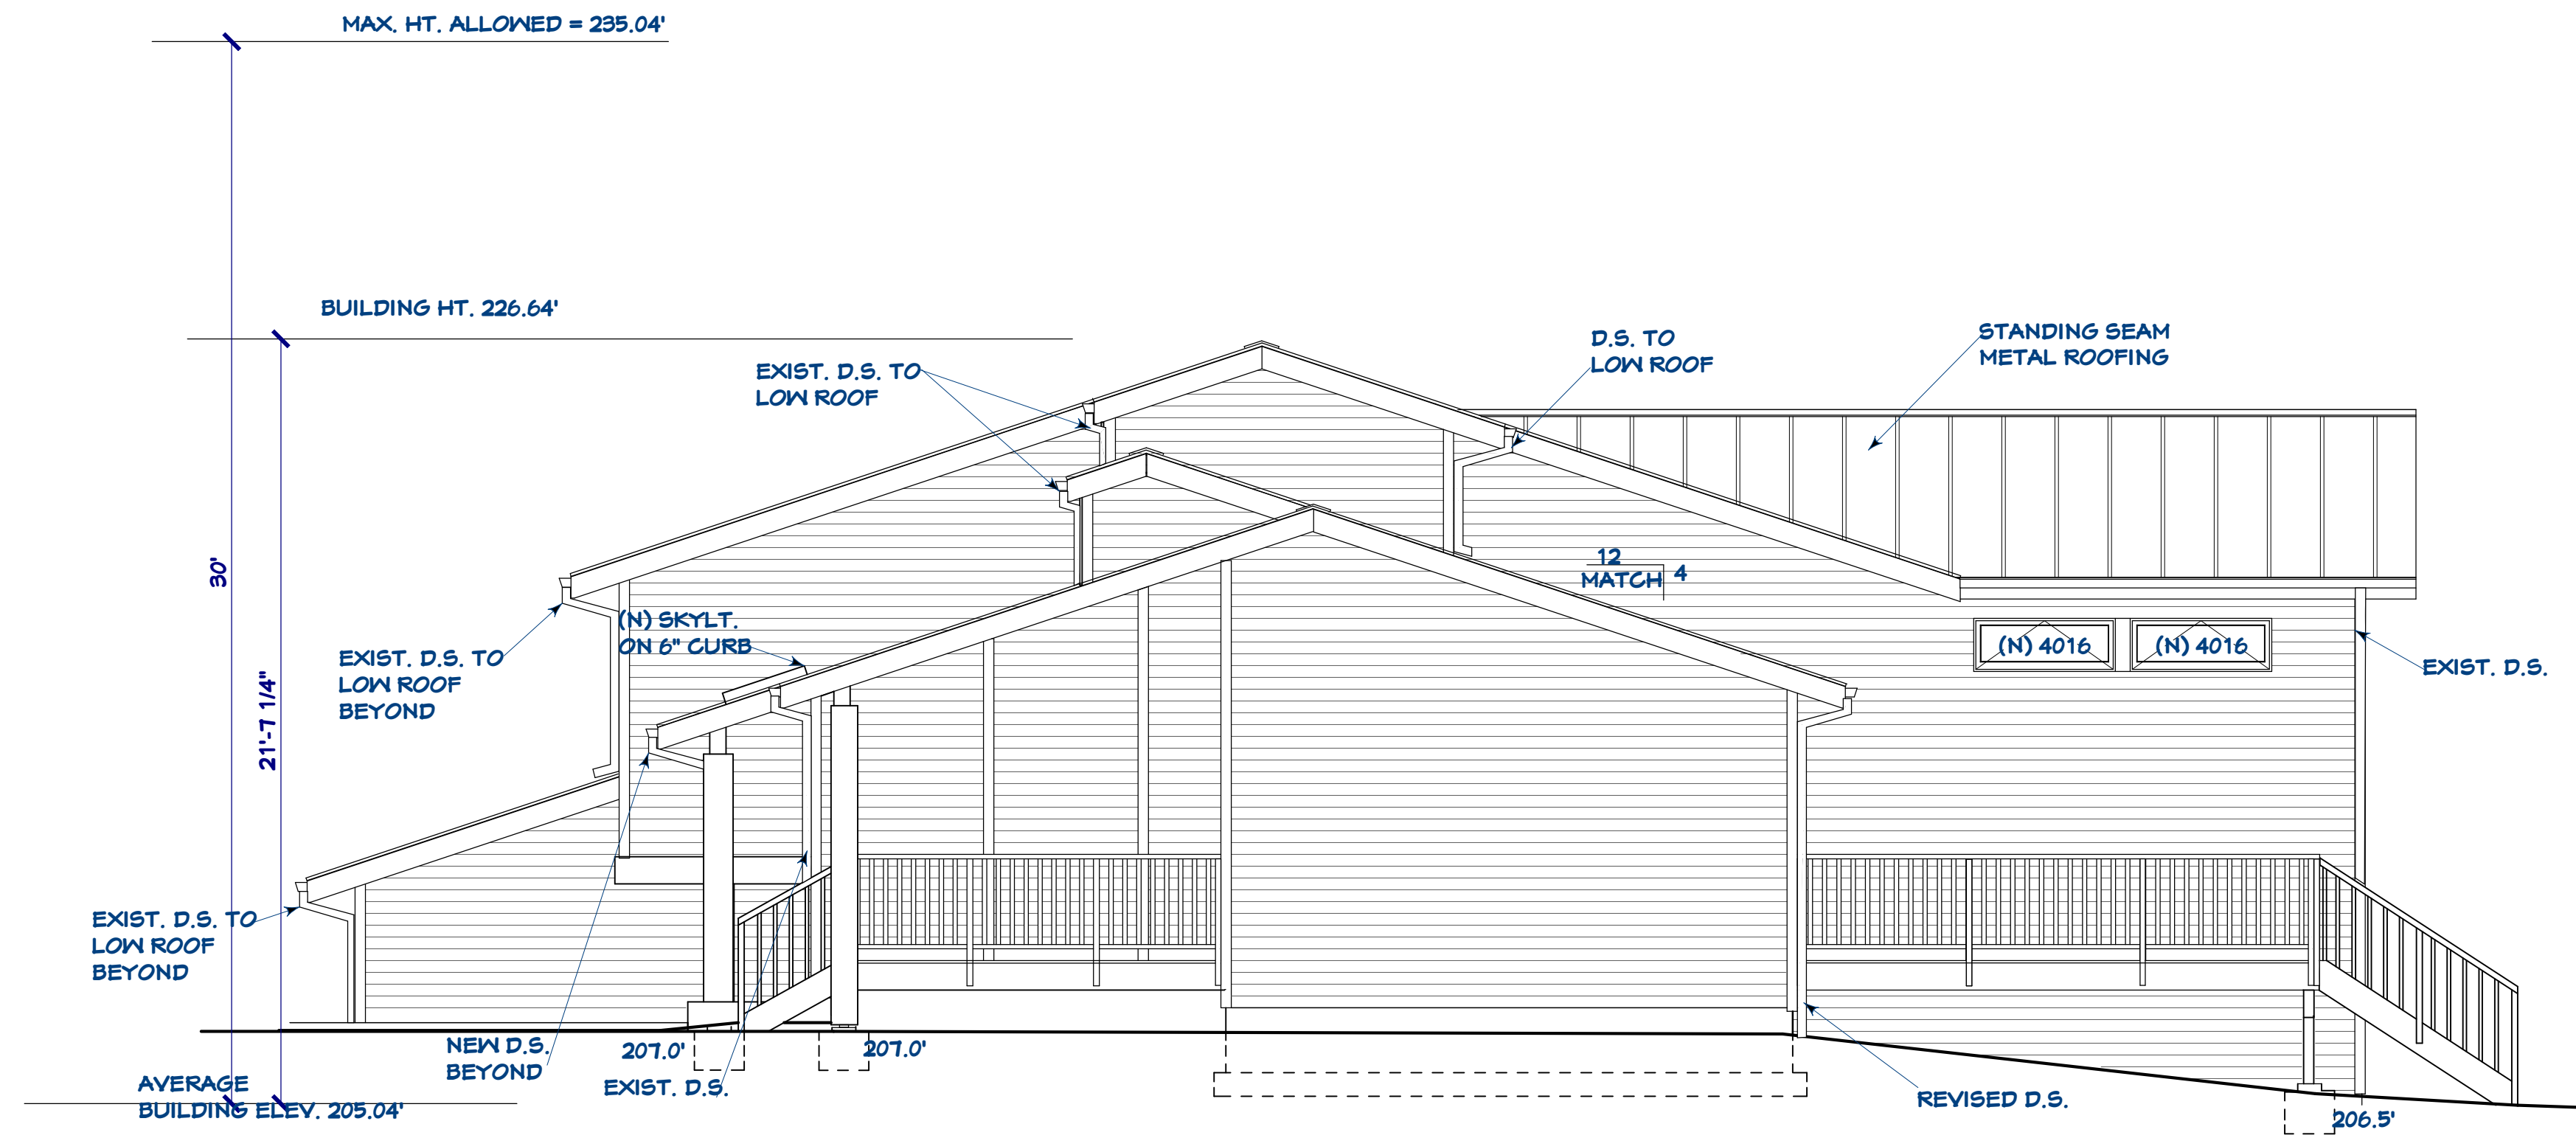 MAX. HT. ALLOWED = 235.04'
BUILDING HT. 226.64'
D.S. TO
LOW ROOF
STANDING SEAM
METAL ROOFING
EXIST. D.S. TO
LOW ROOF
30'
12
MATCH 4
(N) SKYLT.
ON 6" CURB
(N) 4016
(N) 4016
EXIST. D.S.
EXIST. D.S. TO
LOW ROOF
BEYOND
21'-7 1/4"
EXIST. D.S. TO
LOW ROOF
BEYOND
NEW D.S.
BEYOND
207.0'
207.0'
EXIST. D.S.
AVERAGE
BUILDING ELEV. 205.04'
REVISED D.S.
206.5'